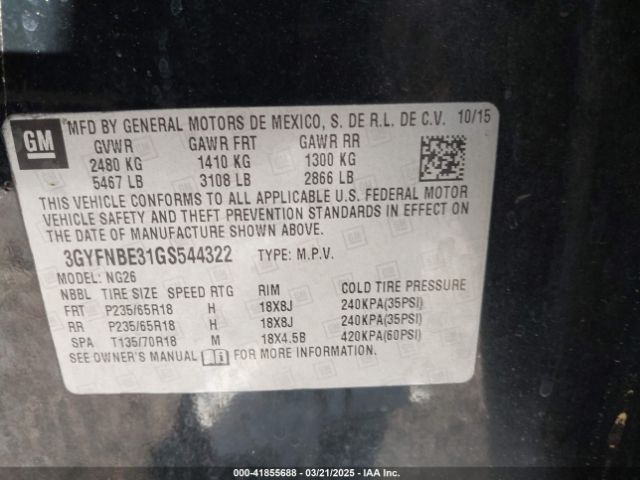 GM MFD BY GENERAL MOTORS DE MEXICO, S. DE R.L. DE C.V. 10/15
GVWR GAWR FRT GAWR RR
2480 KG 1410 KG 1300 KG
5467 LB 3108 LB 2866 LB
THIS VEHICLE CONFORMS TO ALL APPLICABLE U.S. FEDERAL MOTOR
VEHICLE SAFETY AND THEFT PREVENTION STANDARDS IN EFFECT ON
THE DATE OF MANUFACTURE SHOWN ABOVE.
3GYFNBE31GS544322 TYPE: M.P.V.
MODEL: NG26
NBBL TIRE SIZE SPEED RTG RIM COLD TIRE PRESSURE
FRT P235/65R18 H 18X8J 240KPA(35PSI)
RR P235/65R18 H 18X8J 240KPA(35PSI)
SPA T135/70R18 M 18X4.5B 420KPA(60PSI)
SEE OWNER'S MANUAL FOR MORE INFORMATION.
© - 41855688 - 03/21/2025 - IAA Inc.